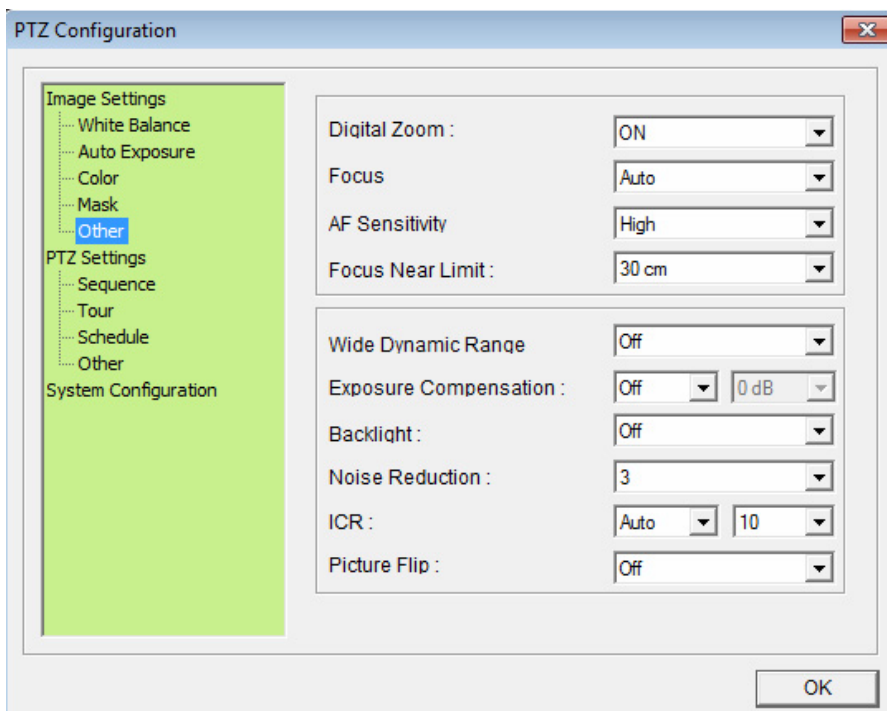 PTZ Configuration
Image Settings
White Balance
Auto Exposure
Color
Mask
Other
PTZ Settings
Sequence
Tour
Schedule
Other
System Configuration
Digital Zoom : ON
Focus Auto
AF Sensitivity High
Focus Near Limit : 30 cm
Wide Dynamic Range Off
Exposure Compensation : Off 0 dB
Backlight : Off
Noise Reduction : 3
ICR : Auto 10
Picture Flip : Off
OK